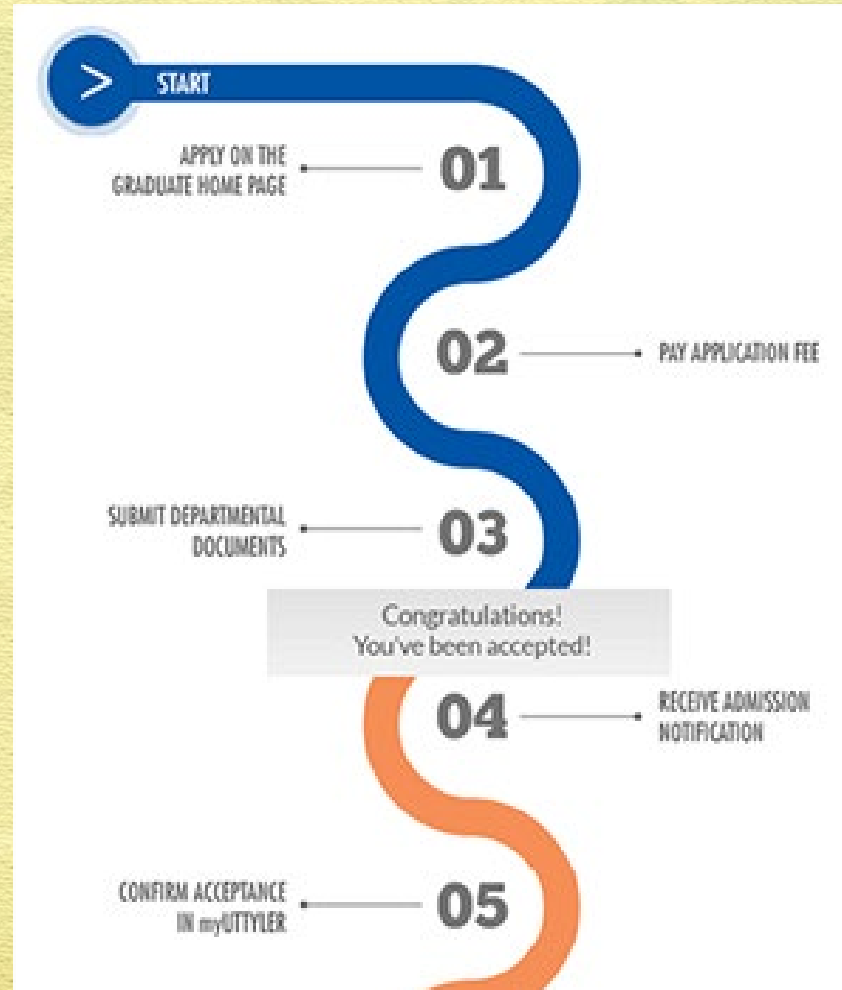 >
START
APPLY ON THE
GRADUATE HOME PAGE
01
02
PAY APPLICATION FEE
SUBMIT DEPARTMENTAL
DOCUMENTS
03
Congratulations!
You've been accepted!
04
RECEIVE ADMISSION
NOTIFICATION
CONFIRM ACCEPTANCE
IN myUTTYLER
05